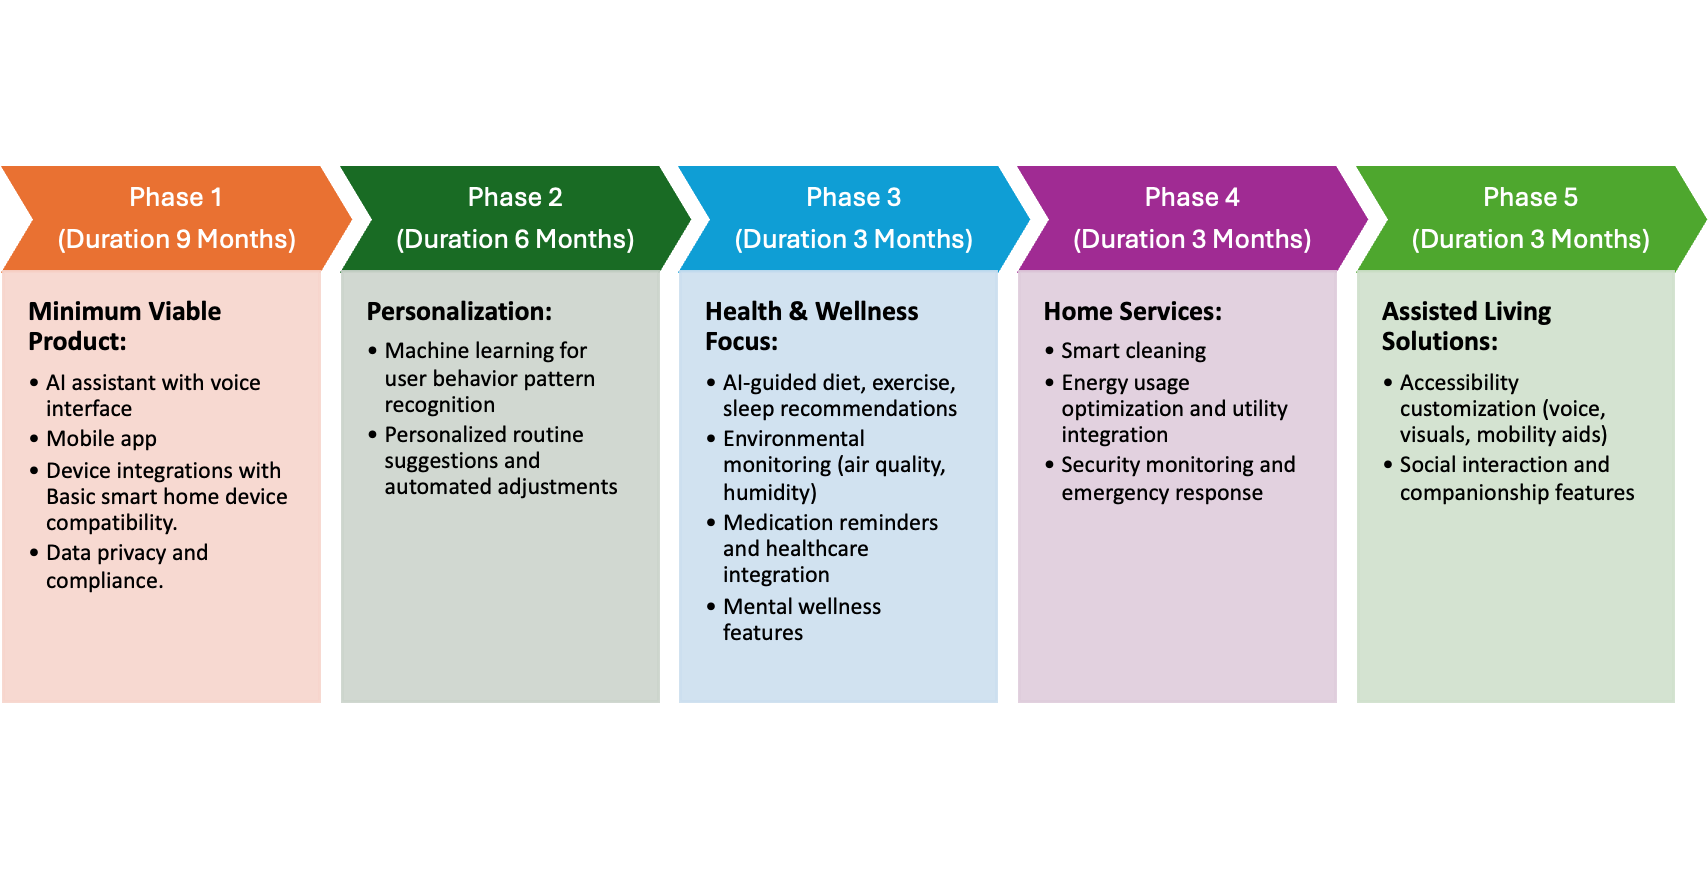 Phase 1
(Duration 9 Months)
Minimum Viable
Product:
• AI assistant with voice
interface
• Mobile app
• Device integrations with
Basic smart home device
compatibility.
• Data privacy and
compliance.
Phase 2
(Duration 6 Months)
Personalization:
• Machine learning for
user behavior pattern
recognition
• Personalized routine
suggestions and
automated adjustments
Phase 3
(Duration 3 Months)
Health & Wellness
Focus:
• AI-guided diet, exercise,
sleep recommendations
• Environmental
monitoring (air quality,
humidity)
• Medication reminders
and healthcare
integration
• Mental wellness
features
Phase 4
(Duration 3 Months)
Home Services:
• Smart cleaning
• Energy usage
optimization and utility
integration
• Security monitoring and
emergency response
Phase 5
(Duration 3 Months)
Assisted Living
Solutions:
• Accessibility
customization (voice,
visuals, mobility aids)
• Social interaction and
companionship features